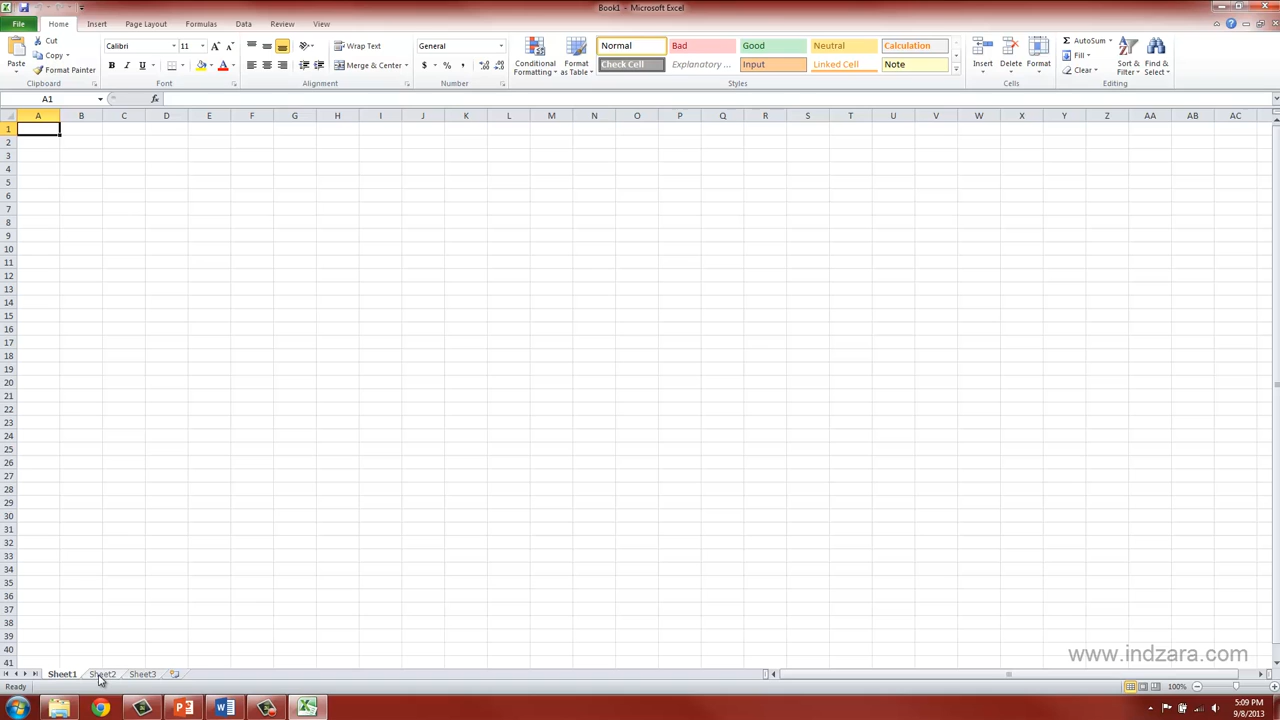 Book1 - Microsoft Excel
File Home Insert Page Layout Formulas Data Review View
Paste Cut Copy Format Painter
Clipboard
Calibri 11
B I U
Font
Wrap Text
Merge & Center
Alignment
General
$ % ,
Number
Conditional Formatting
Format as Table
Normal Bad Good Neutral Calculation
Check Cell Explanatory ... Input Linked Cell Note
Styles
Insert Delete Format
Cells
AutoSum
Fill
Clear
Sort & Filter
Find & Select
Editing
A1 fx
A B C D E F G H I J K L M N O P Q R S T U V W X Y Z AA AB AC
1
2
3
4
5
6
7
8
9
10
11
12
13
14
15
16
17
18
19
20
21
22
23
24
25
26
27
28
29
30
31
32
33
34
35
36
37
38
39
40
41
www.indzara.com
Sheet1 Sheet2 Sheet3
Ready 100%
5:09 PM
9/8/2013